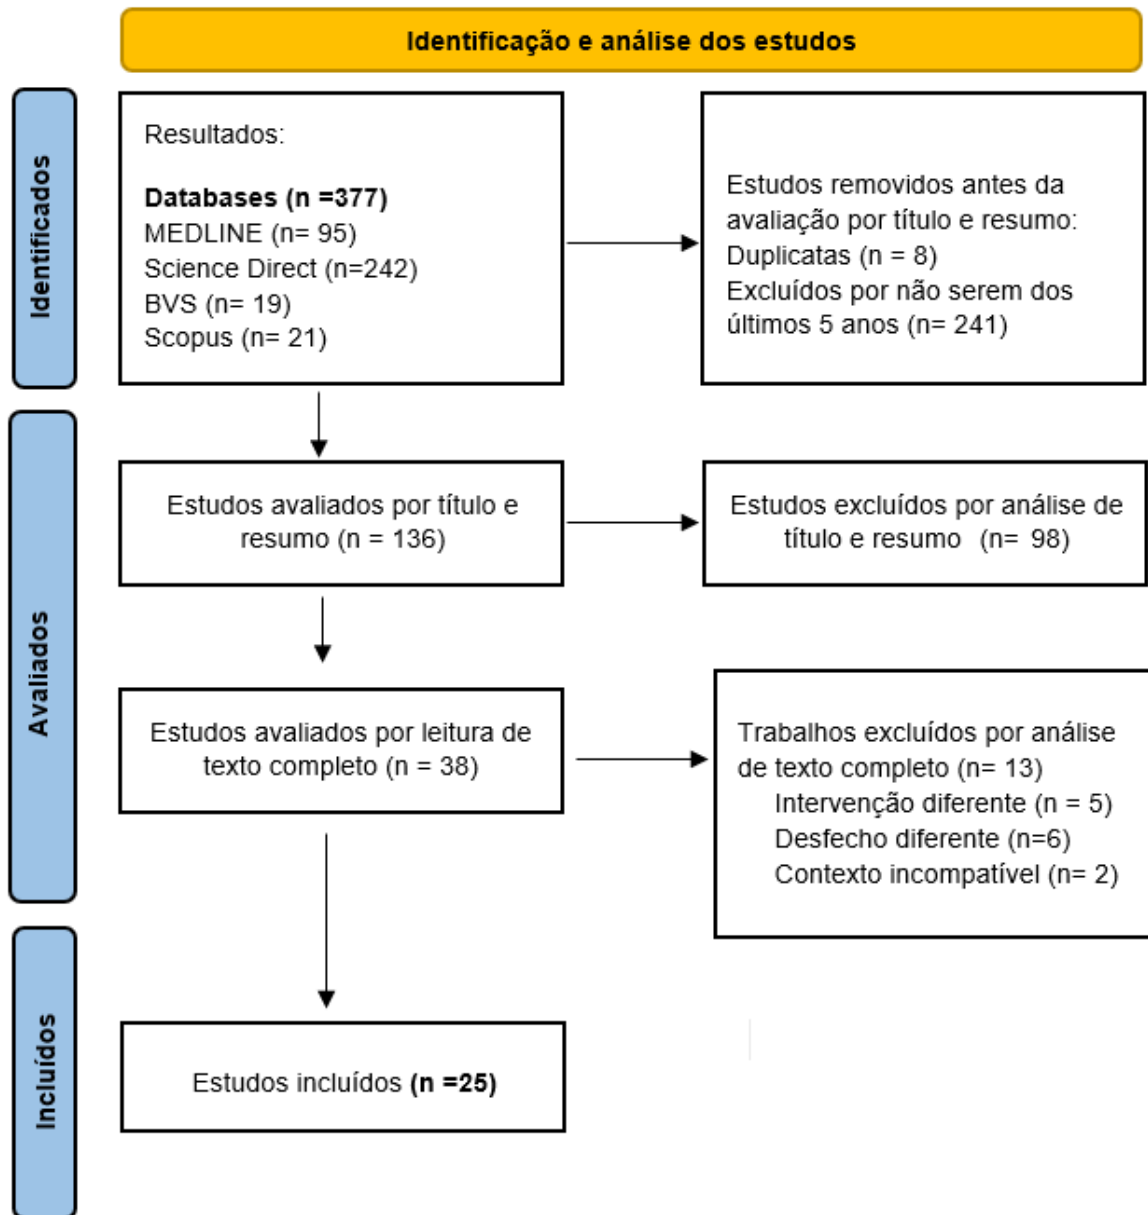 Identificação e análise dos estudos
Identificados
Resultados:
Databases (n =377)
MEDLINE (n= 95)
Science Direct (n=242)
BVS (n= 19)
Scopus (n= 21)
Estudos removidos antes da
avaliação por título e resumo:
Duplicatas (n = 8)
Excluídos por não serem dos
últimos 5 anos (n= 241)
Avaliados
Estudos avaliados por título e
resumo (n = 136)
Estudos excluídos por análise de
título e resumo (n= 98)
Estudos avaliados por leitura de
texto completo (n = 38)
Trabalhos excluídos por análise
de texto completo (n= 13)
Intervenção diferente (n = 5)
Desfecho diferente (n=6)
Contexto incompatível (n= 2)
Incluídos
Estudos incluídos (n =25)